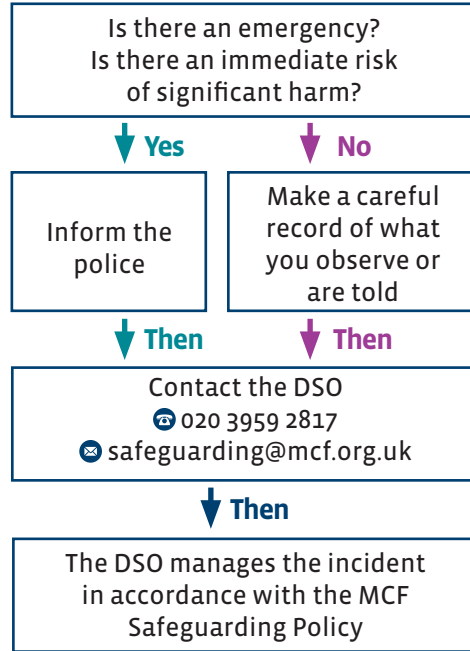 Is there an emergency?
Is there an immediate risk
of significant harm?
Yes
No
Inform the
police
Make a careful
record of what
you observe or
are told
Then
Then
Contact the DSO
020 3959 2817
safeguarding@mcf.org.uk
Then
The DSO manages the incident
in accordance with the MCF
Safeguarding Policy